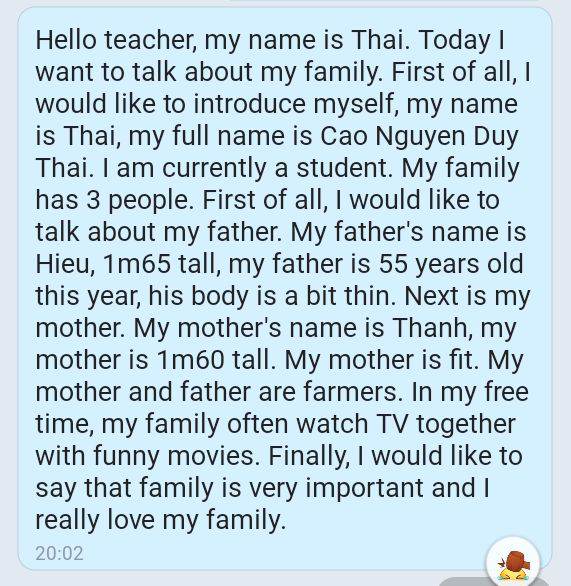 Hello teacher, my name is Thai. Today I
want to talk about my family. First of all, I
would like to introduce myself, my name
is Thai, my full name is Cao Nguyen Duy
Thai. I am currently a student. My family
has 3 people. First of all, I would like to
talk about my father. My father's name is
Hieu, 1m65 tall, my father is 55 years old
this year, his body is a bit thin. Next is my
mother. My mother's name is Thanh, my
mother is 1m60 tall. My mother is fit. My
mother and father are farmers. In my free
time, my family often watch TV together
with funny movies. Finally, I would like to
say that family is very important and I
really love my family.
20:02